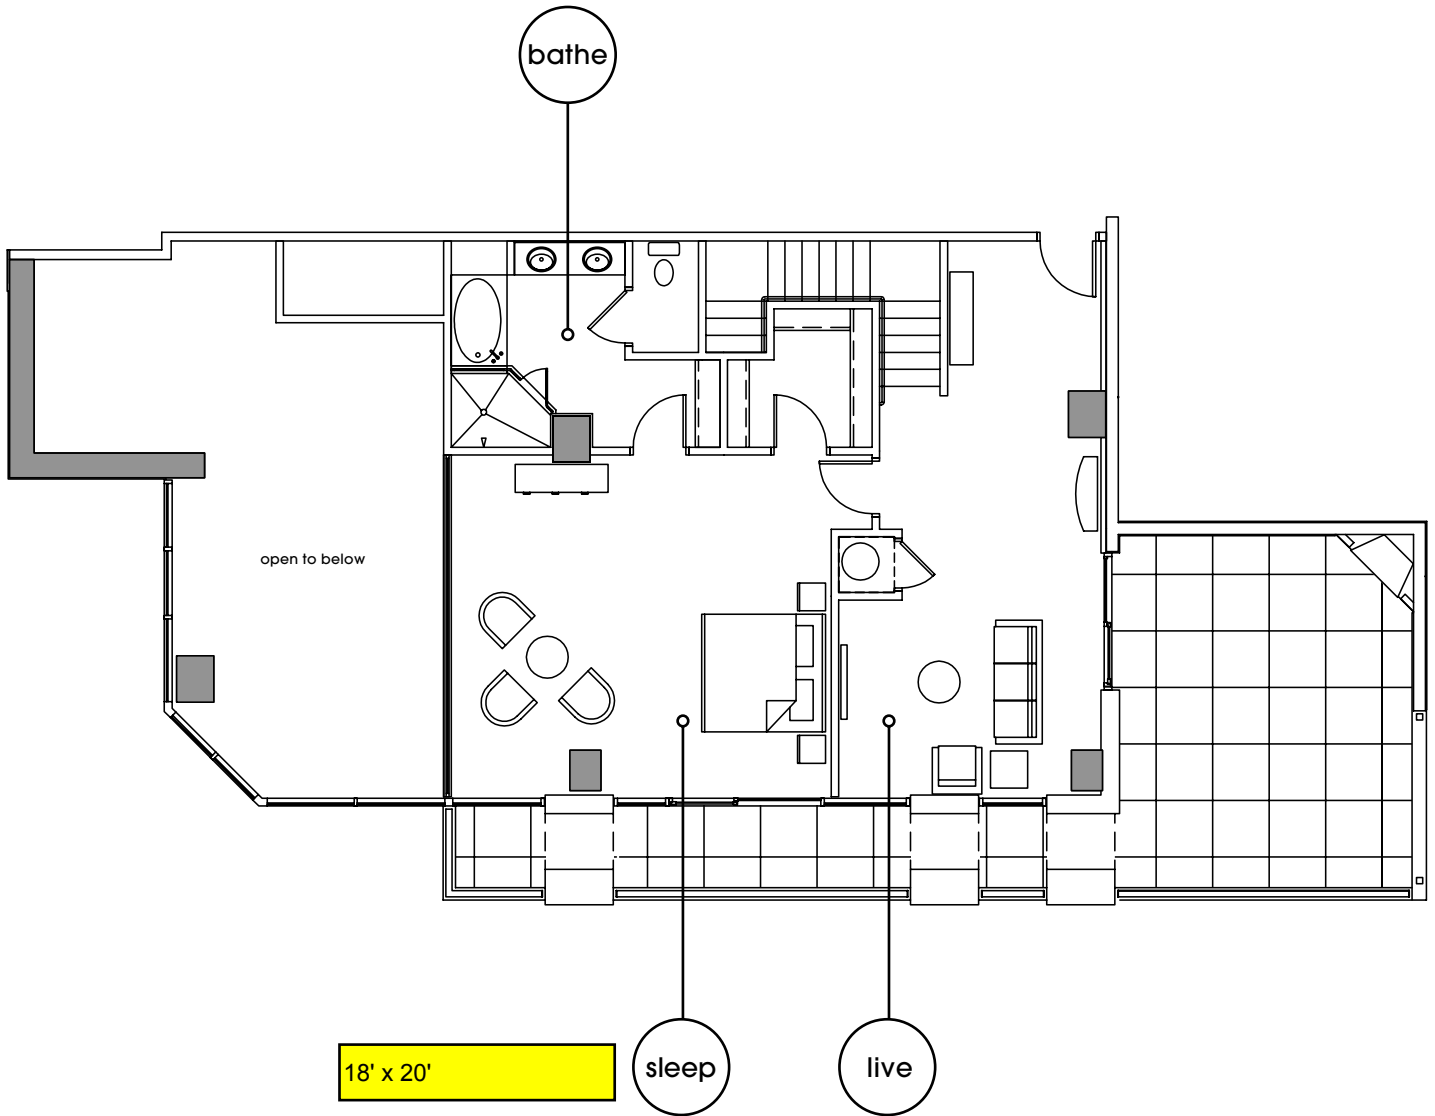 bathe
open to below
18' x 20'
sleep
live